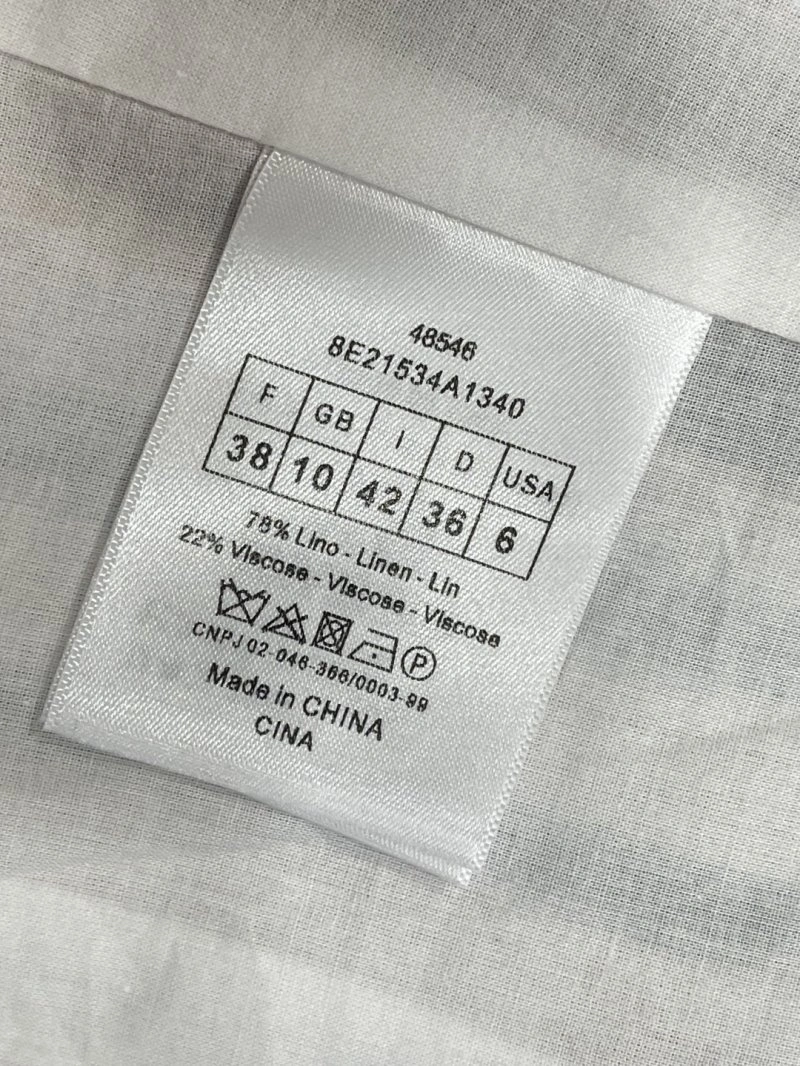 48546
8E21534A1340
F GB I D USA
38 10 42 36 6
78% Lino - Linen - Lin
22% Viscose - Viscose - Viscose
P
CNPJ 02-046-366/0003-99
Made in CHINA
CINA